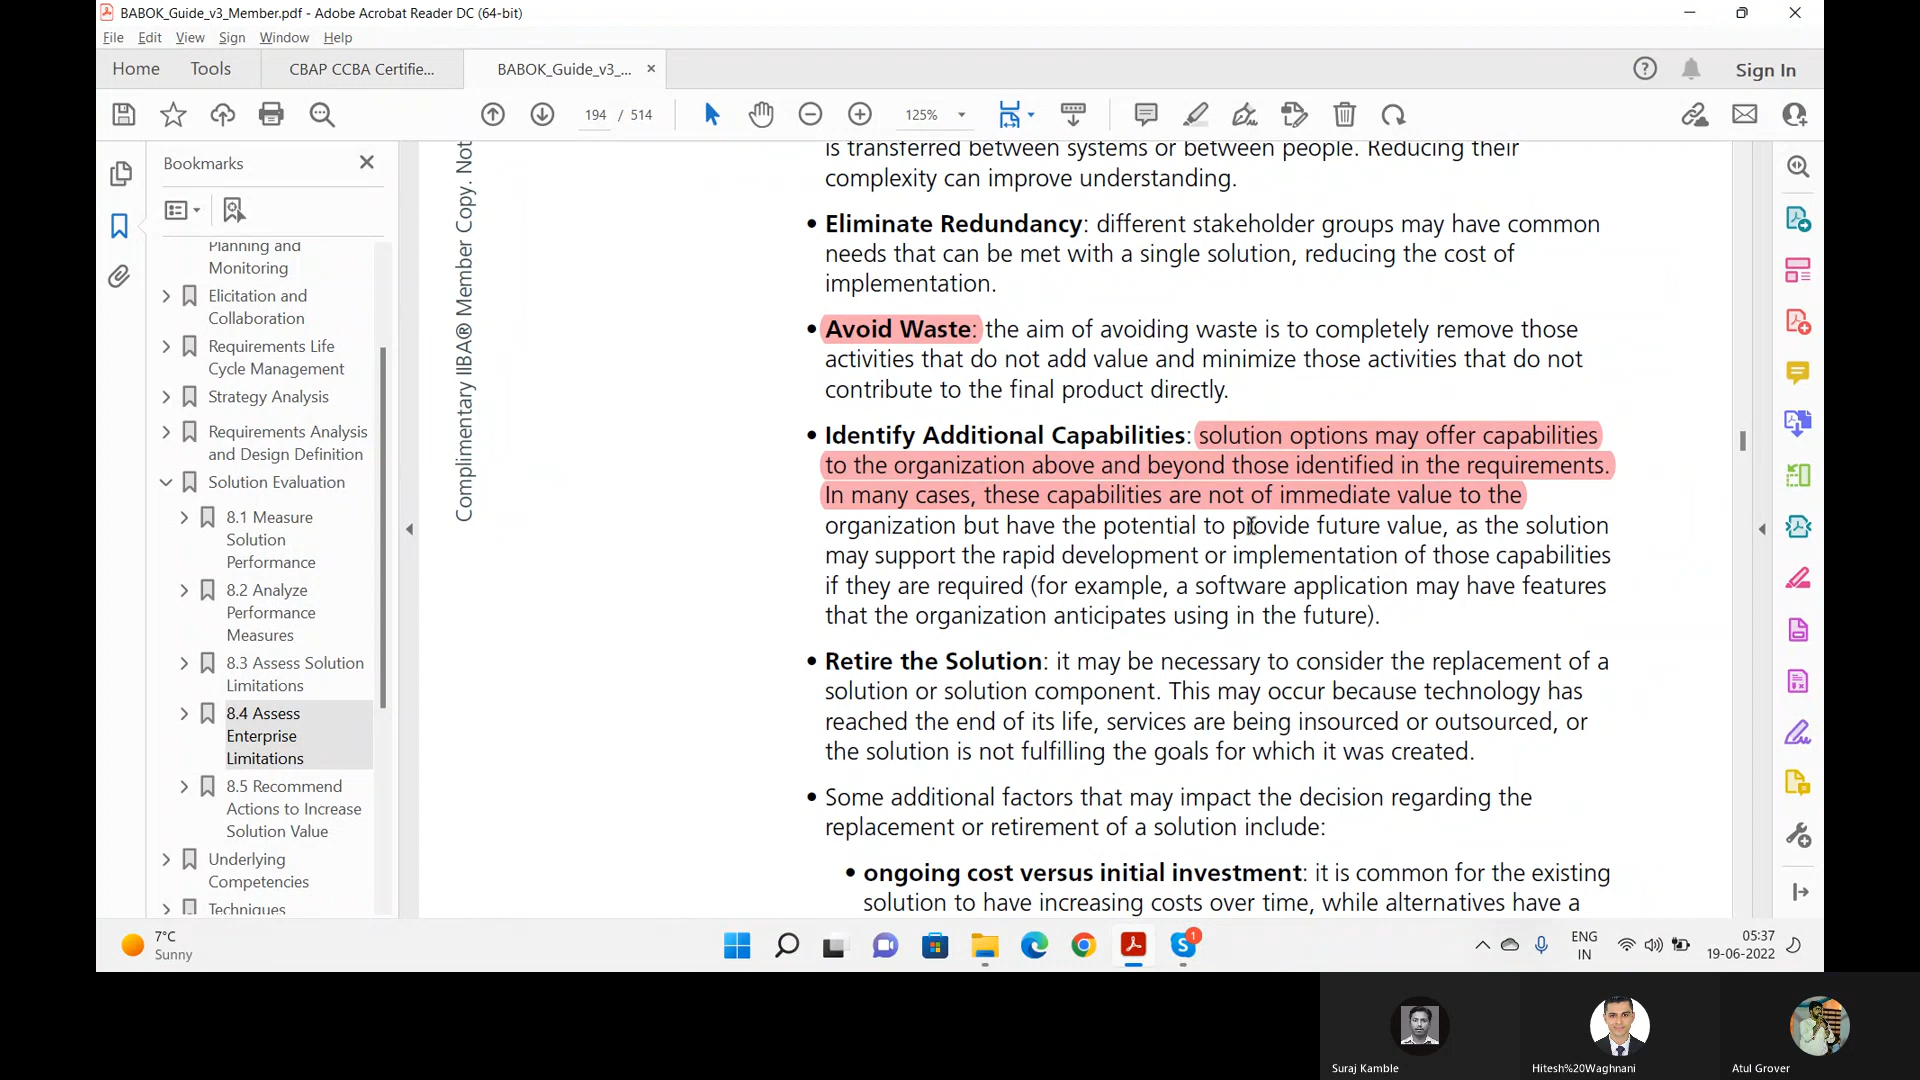 BABOK_Guide_v3_Member.pdf - Adobe Acrobat Reader DC (64-bit)
File Edit View Sign Window Help
Home Tools CBAP CCBA Certifie... BABOK_Guide_v3_... × Sign In
194 / 514 125%
Bookmarks
Planning and
Monitoring
Elicitation and
Collaboration
Requirements Life
Cycle Management
Strategy Analysis
Requirements Analysis
and Design Definition
Solution Evaluation
8.1 Measure
Solution
Performance
8.2 Analyze
Performance
Measures
8.3 Assess Solution
Limitations
8.4 Assess
Enterprise
Limitations
8.5 Recommend
Actions to Increase
Solution Value
Underlying
Competencies
Techniques
Complimentary IIBA® Member Copy. Not
is transferred between systems or between people. Reducing their
complexity can improve understanding.
• Eliminate Redundancy: different stakeholder groups may have common
needs that can be met with a single solution, reducing the cost of
implementation.
• Avoid Waste: the aim of avoiding waste is to completely remove those
activities that do not add value and minimize those activities that do not
contribute to the final product directly.
• Identify Additional Capabilities: solution options may offer capabilities
to the organization above and beyond those identified in the requirements.
In many cases, these capabilities are not of immediate value to the
organization but have the potential to provide future value, as the solution
may support the rapid development or implementation of those capabilities
if they are required (for example, a software application may have features
that the organization anticipates using in the future).
• Retire the Solution: it may be necessary to consider the replacement of a
solution or solution component. This may occur because technology has
reached the end of its life, services are being insourced or outsourced, or
the solution is not fulfilling the goals for which it was created.
• Some additional factors that may impact the decision regarding the
replacement or retirement of a solution include:
• ongoing cost versus initial investment: it is common for the existing
solution to have increasing costs over time, while alternatives have a
7°C
Sunny
1
ENG
IN
05:37
19-06-2022
Suraj Kamble
Hitesh%20Waghnani
Atul Grover